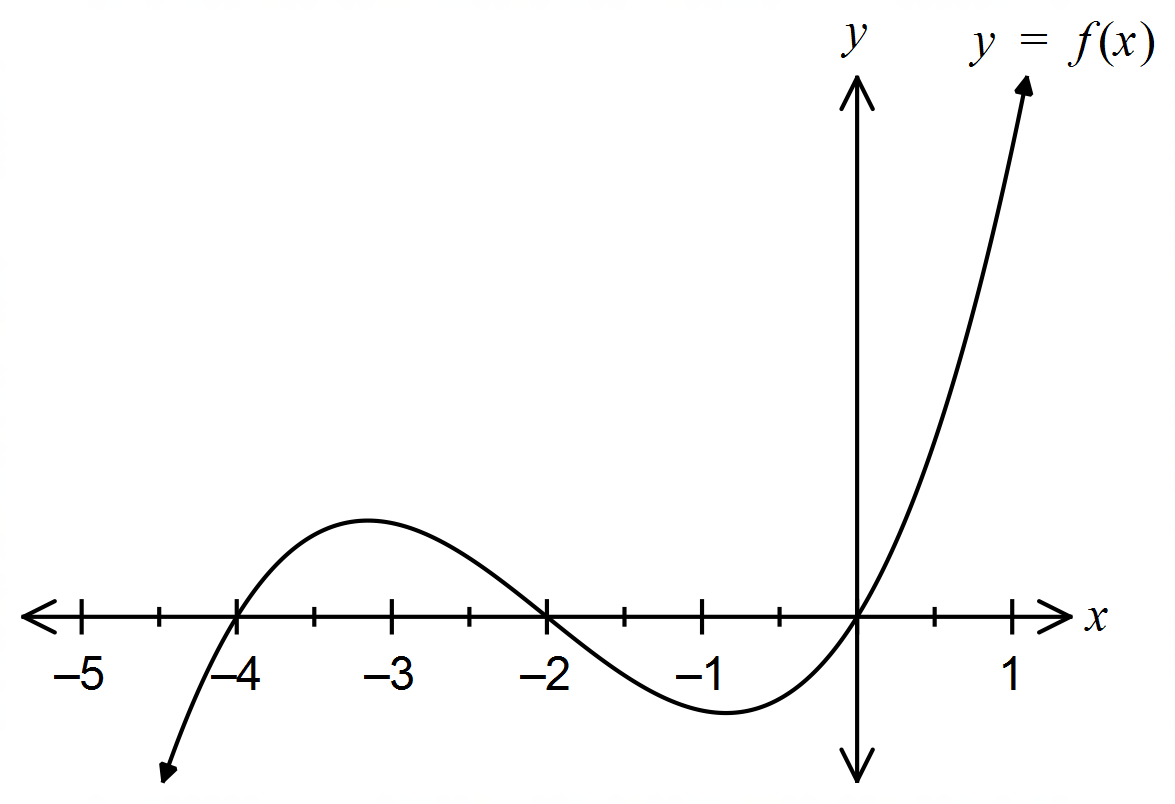 y
y = f(x)
x
–5 –4 –3 –2 –1 1